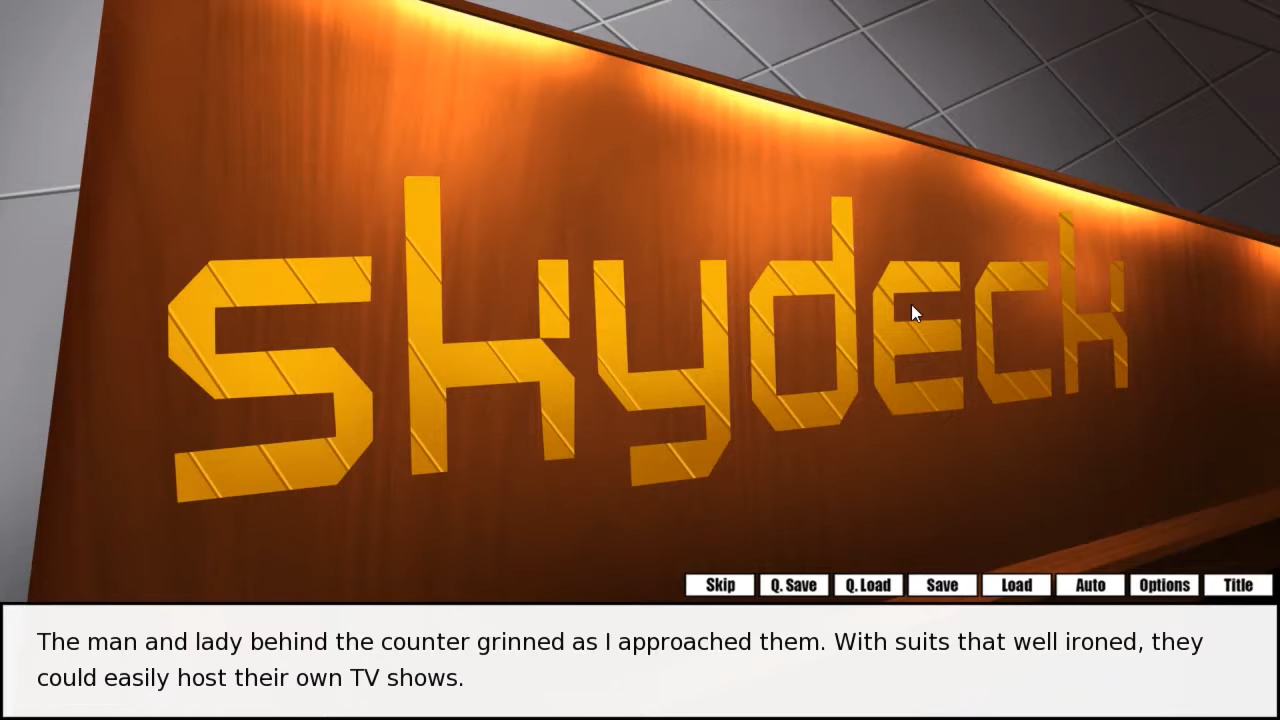 skydeck
Skip Q. Save Q. Load Save Load Auto Options Title
The man and lady behind the counter grinned as I approached them. With suits that well ironed, they
could easily host their own TV shows.